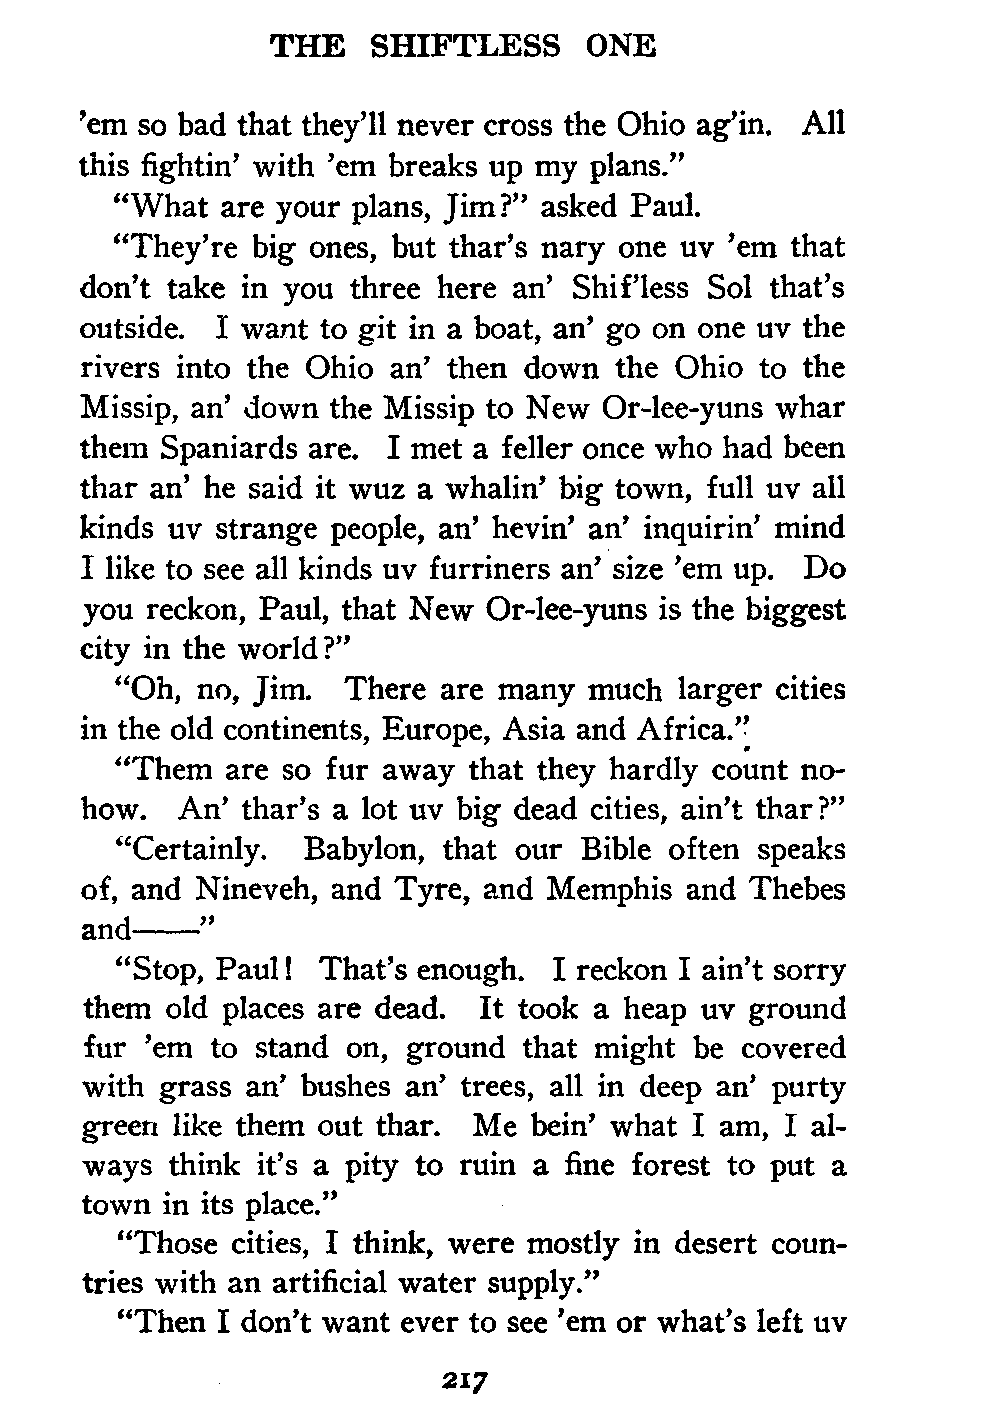 THE SHIFTLESS ONE
’em so bad that they’ll never cross the Ohio ag’in. All
this fightin’ with ’em breaks up my plans.”
“What are your plans, Jim?” asked Paul.
“They’re big ones, but thar’s nary one uv ’em that
don’t take in you three here an’ Shif’less Sol that’s
outside. I want to git in a boat, an’ go on one uv the
rivers into the Ohio an’ then down the Ohio to the
Missip, an’ down the Missip to New Or-lee-yuns whar
them Spaniards are. I met a feller once who had been
thar an’ he said it wuz a whalin’ big town, full uv all
kinds uv strange people, an’ hevin’ an’ inquirin’ mind
I like to see all kinds uv furriners an’ size ’em up. Do
you reckon, Paul, that New Or-lee-yuns is the biggest
city in the world?”
“Oh, no, Jim. There are many much larger cities
in the old continents, Europe, Asia and Africa.”
“Them are so fur away that they hardly count no-
how. An’ thar’s a lot uv big dead cities, ain’t thar?”
“Certainly. Babylon, that our Bible often speaks
of, and Nineveh, and Tyre, and Memphis and Thebes
and——”
“Stop, Paul! That’s enough. I reckon I ain’t sorry
them old places are dead. It took a heap uv ground
fur ’em to stand on, ground that might be covered
with grass an’ bushes an’ trees, all in deep an’ purty
green like them out thar. Me bein’ what I am, I al-
ways think it’s a pity to ruin a fine forest to put a
town in its place.”
“Those cities, I think, were mostly in desert coun-
tries with an artificial water supply.”
“Then I don’t want ever to see ’em or what’s left uv
217